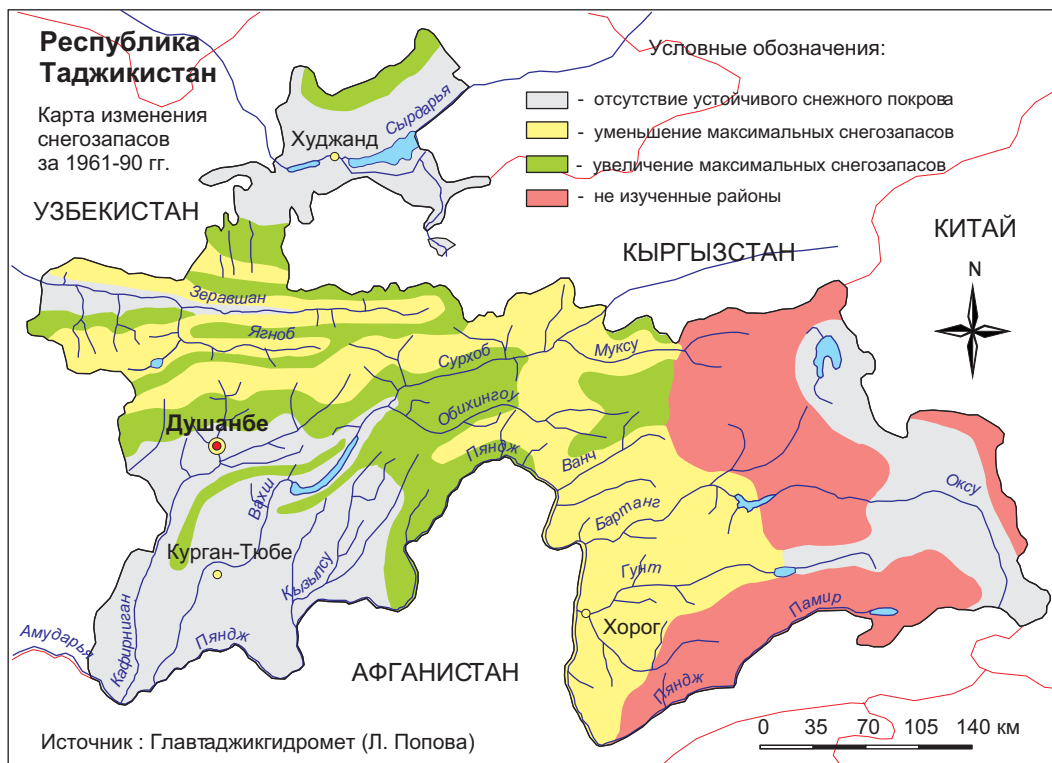 Республика
Таджикистан
Карта изменения
снегозапасов
за 1961-90 гг.
Условные обозначения:
- отсутствие устойчивого снежного покрова
- уменьшение максимальных снегозапасов
- увеличение максимальных снегозапасов
- не изученные районы
Худжанд
Сырдарья
УЗБЕКИСТАН
КЫРГЫЗСТАН
КИТАЙ
N
Зеравшан
Ягноб
Сурхоб
Муксу
Обихингоу
Душанбе
Пяндж
Ванч
Вахш
Бартанг
Оксу
Курган-Тюбе
Кызылсу
Гунт
Памир
Хорог
Кафирниган
Пяндж
Амударья
АФГАНИСТАН
Пяндж
0 35 70 105 140 км
Источник : Главтаджикгидромет (Л. Попова)